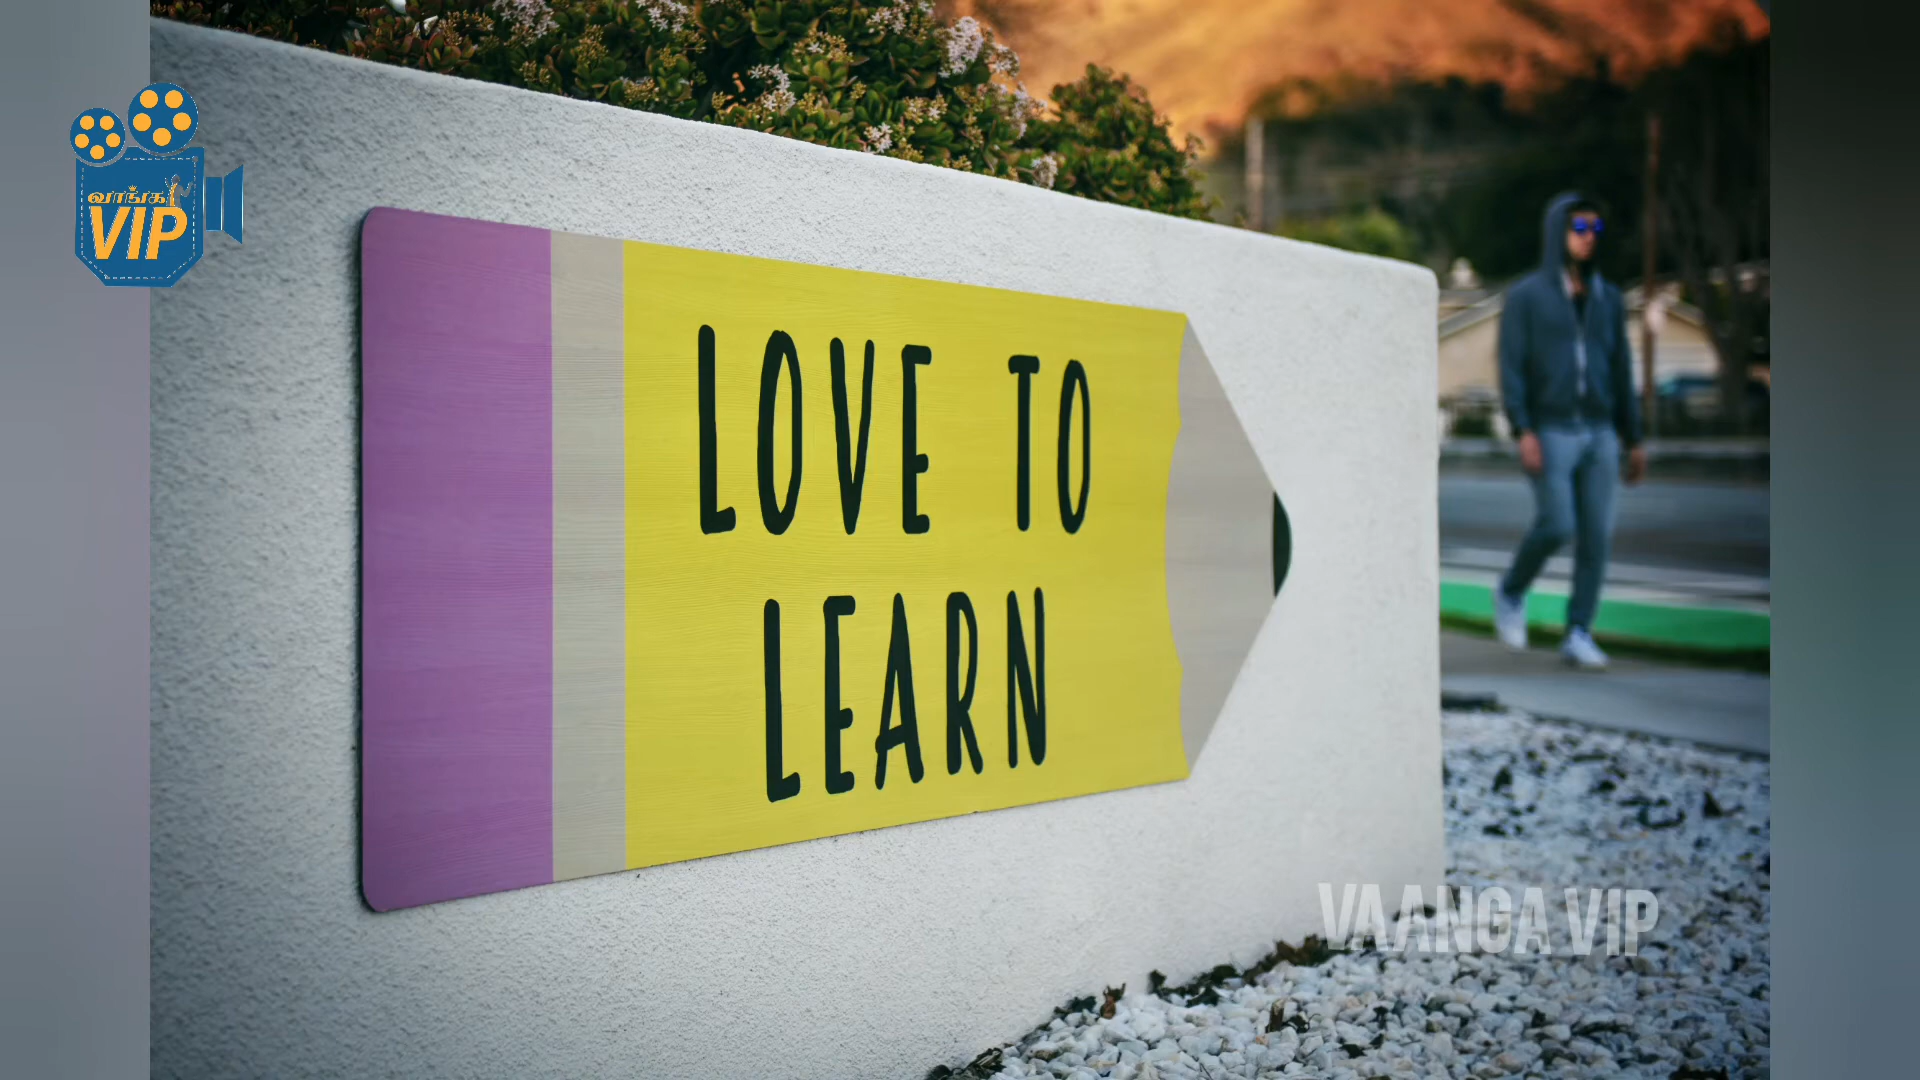 வாங்க
VIP
LOVE TO
LEARN
VAANGA VIP